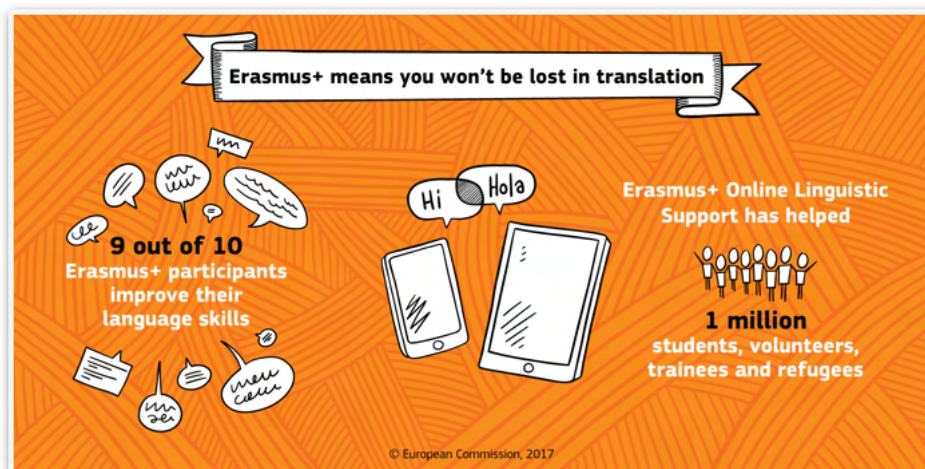 Erasmus+ means you won't be lost in translation
9 out of 10
Erasmus+ participants
improve their
language skills
Hi
Hola
Erasmus+ Online Linguistic
Support has helped
1 million
students, volunteers,
trainees and refugees
© European Commission, 2017